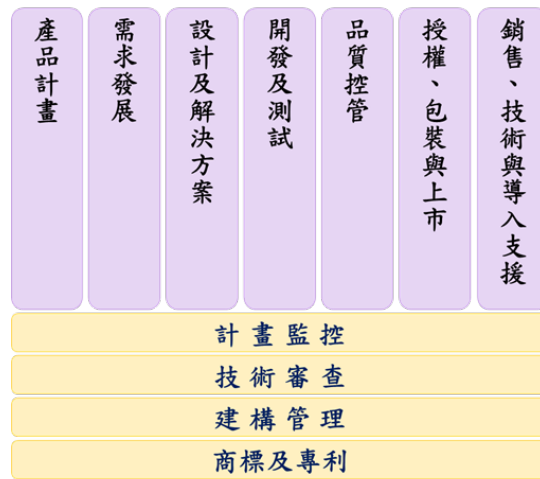 產品計畫
需求發展
設計及解決方案
開發及測試
品質控管
授權、包裝與上市
銷售、技術與導入支援
計畫監控
技術審查
建構管理
商標及專利